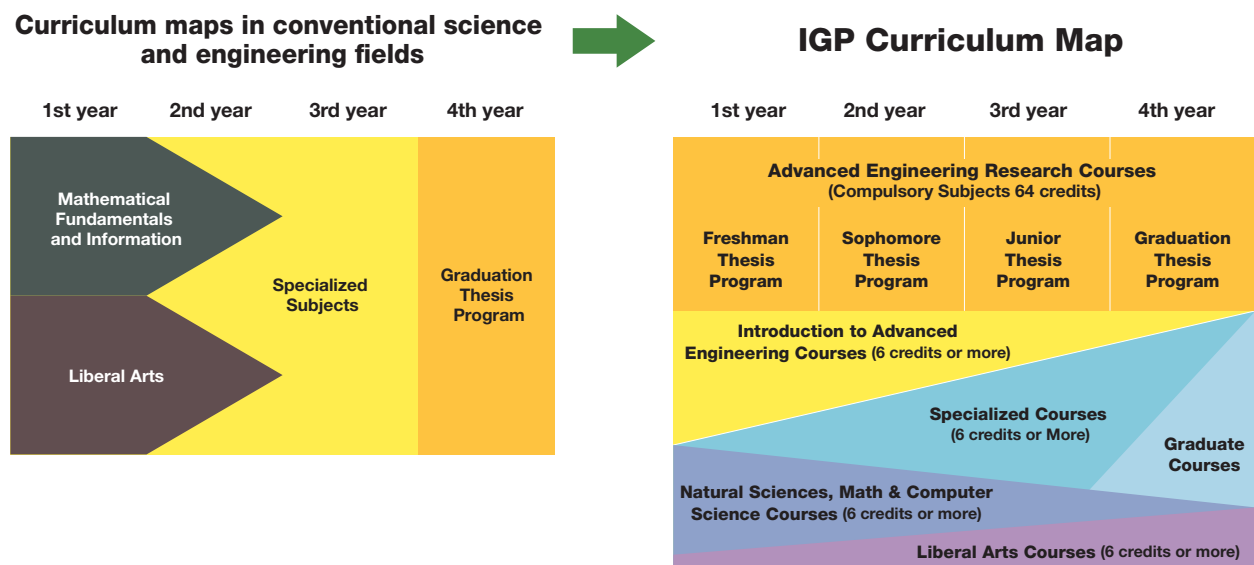 Curriculum maps in conventional science
and engineering fields
IGP Curriculum Map
1st year
2nd year
3rd year
4th year
Mathematical
Fundamentals
and Information
Liberal Arts
Specialized
Subjects
Graduation
Thesis
Program
1st year
2nd year
3rd year
4th year
Advanced Engineering Research Courses
(Compulsory Subjects 64 credits)
Freshman
Thesis
Program
Sophomore
Thesis
Program
Junior
Thesis
Program
Graduation
Thesis
Program
Introduction to Advanced
Engineering Courses (6 credits or more)
Specialized Courses
(6 credits or More)
Graduate
Courses
Natural Sciences, Math & Computer
Science Courses (6 credits or more)
Liberal Arts Courses (6 credits or more)